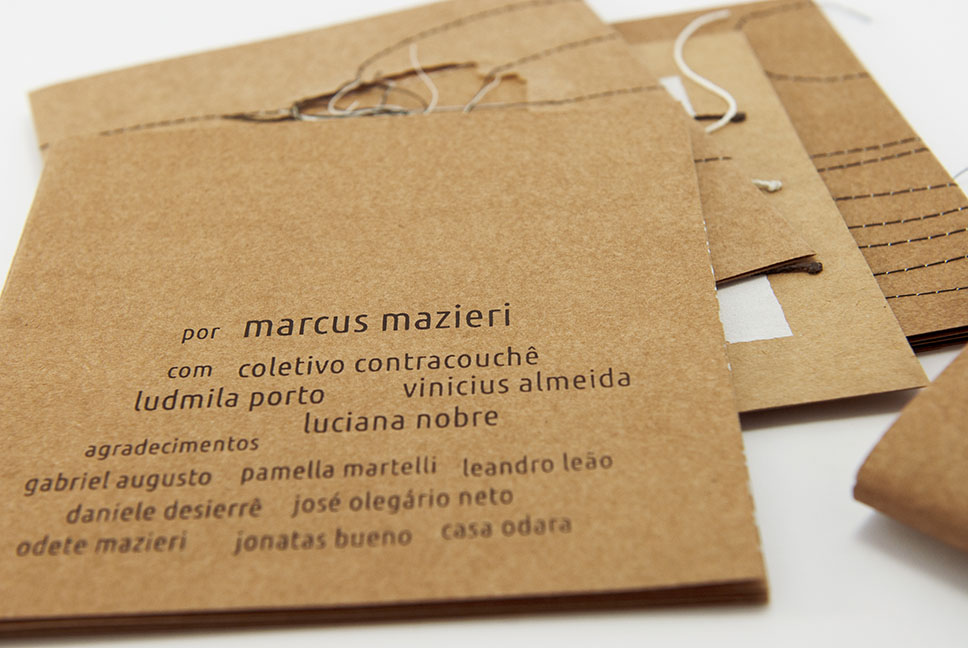 por marcus mazieri
com coletivo contracouchê
ludmila porto vinicius almeida
luciana nobre
agradecimentos
gabriel augusto pamella martelli leandro leão
daniele desierrê josé olegário neto
odete mazieri jonatas bueno casa odara